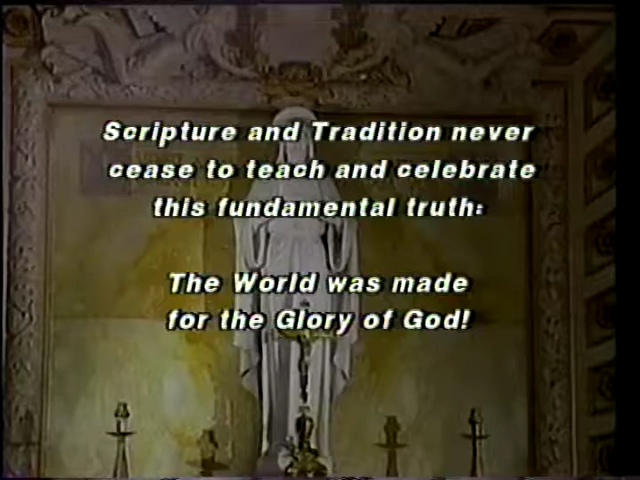 Scripture and Tradition never
cease to teach and celebrate
this fundamental truth:
The World was made
for the Glory of God!